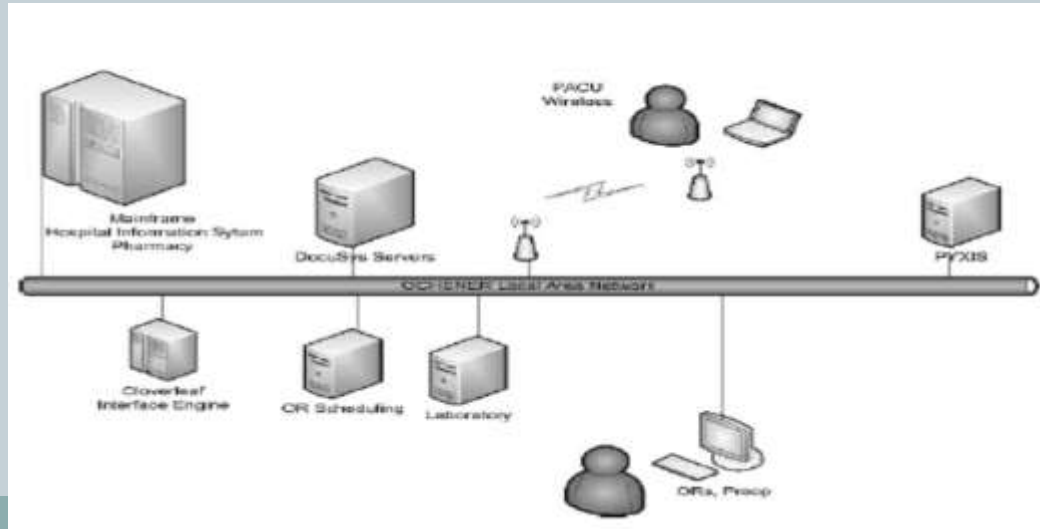 PACU
Wireless
Mainframe
Hospital Information Sytem
Pharmacy
DocuSys Servers
PYXIS
OCHSNER Local Area Network
Cloverleaf
Interface Engine
OR Scheduling
Laboratory
ORs, Preop